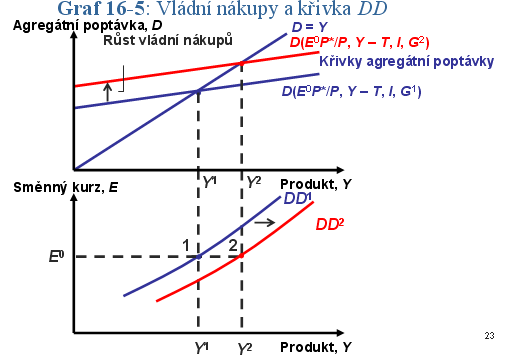 Graf 16-5: Vládní nákupy a křivka DD
Agregátní poptávka, D
D = Y
Růst vládní nákupů
D(E⁰P*/P, Y – T, I, G²)
Křivky agregátní poptávky
D(E⁰P*/P, Y – T, I, G¹)
Y¹
Y²
Produkt, Y
Směnný kurz, E
DD¹
DD²
1
2
E⁰
Y¹
Y²
Produkt, Y
23